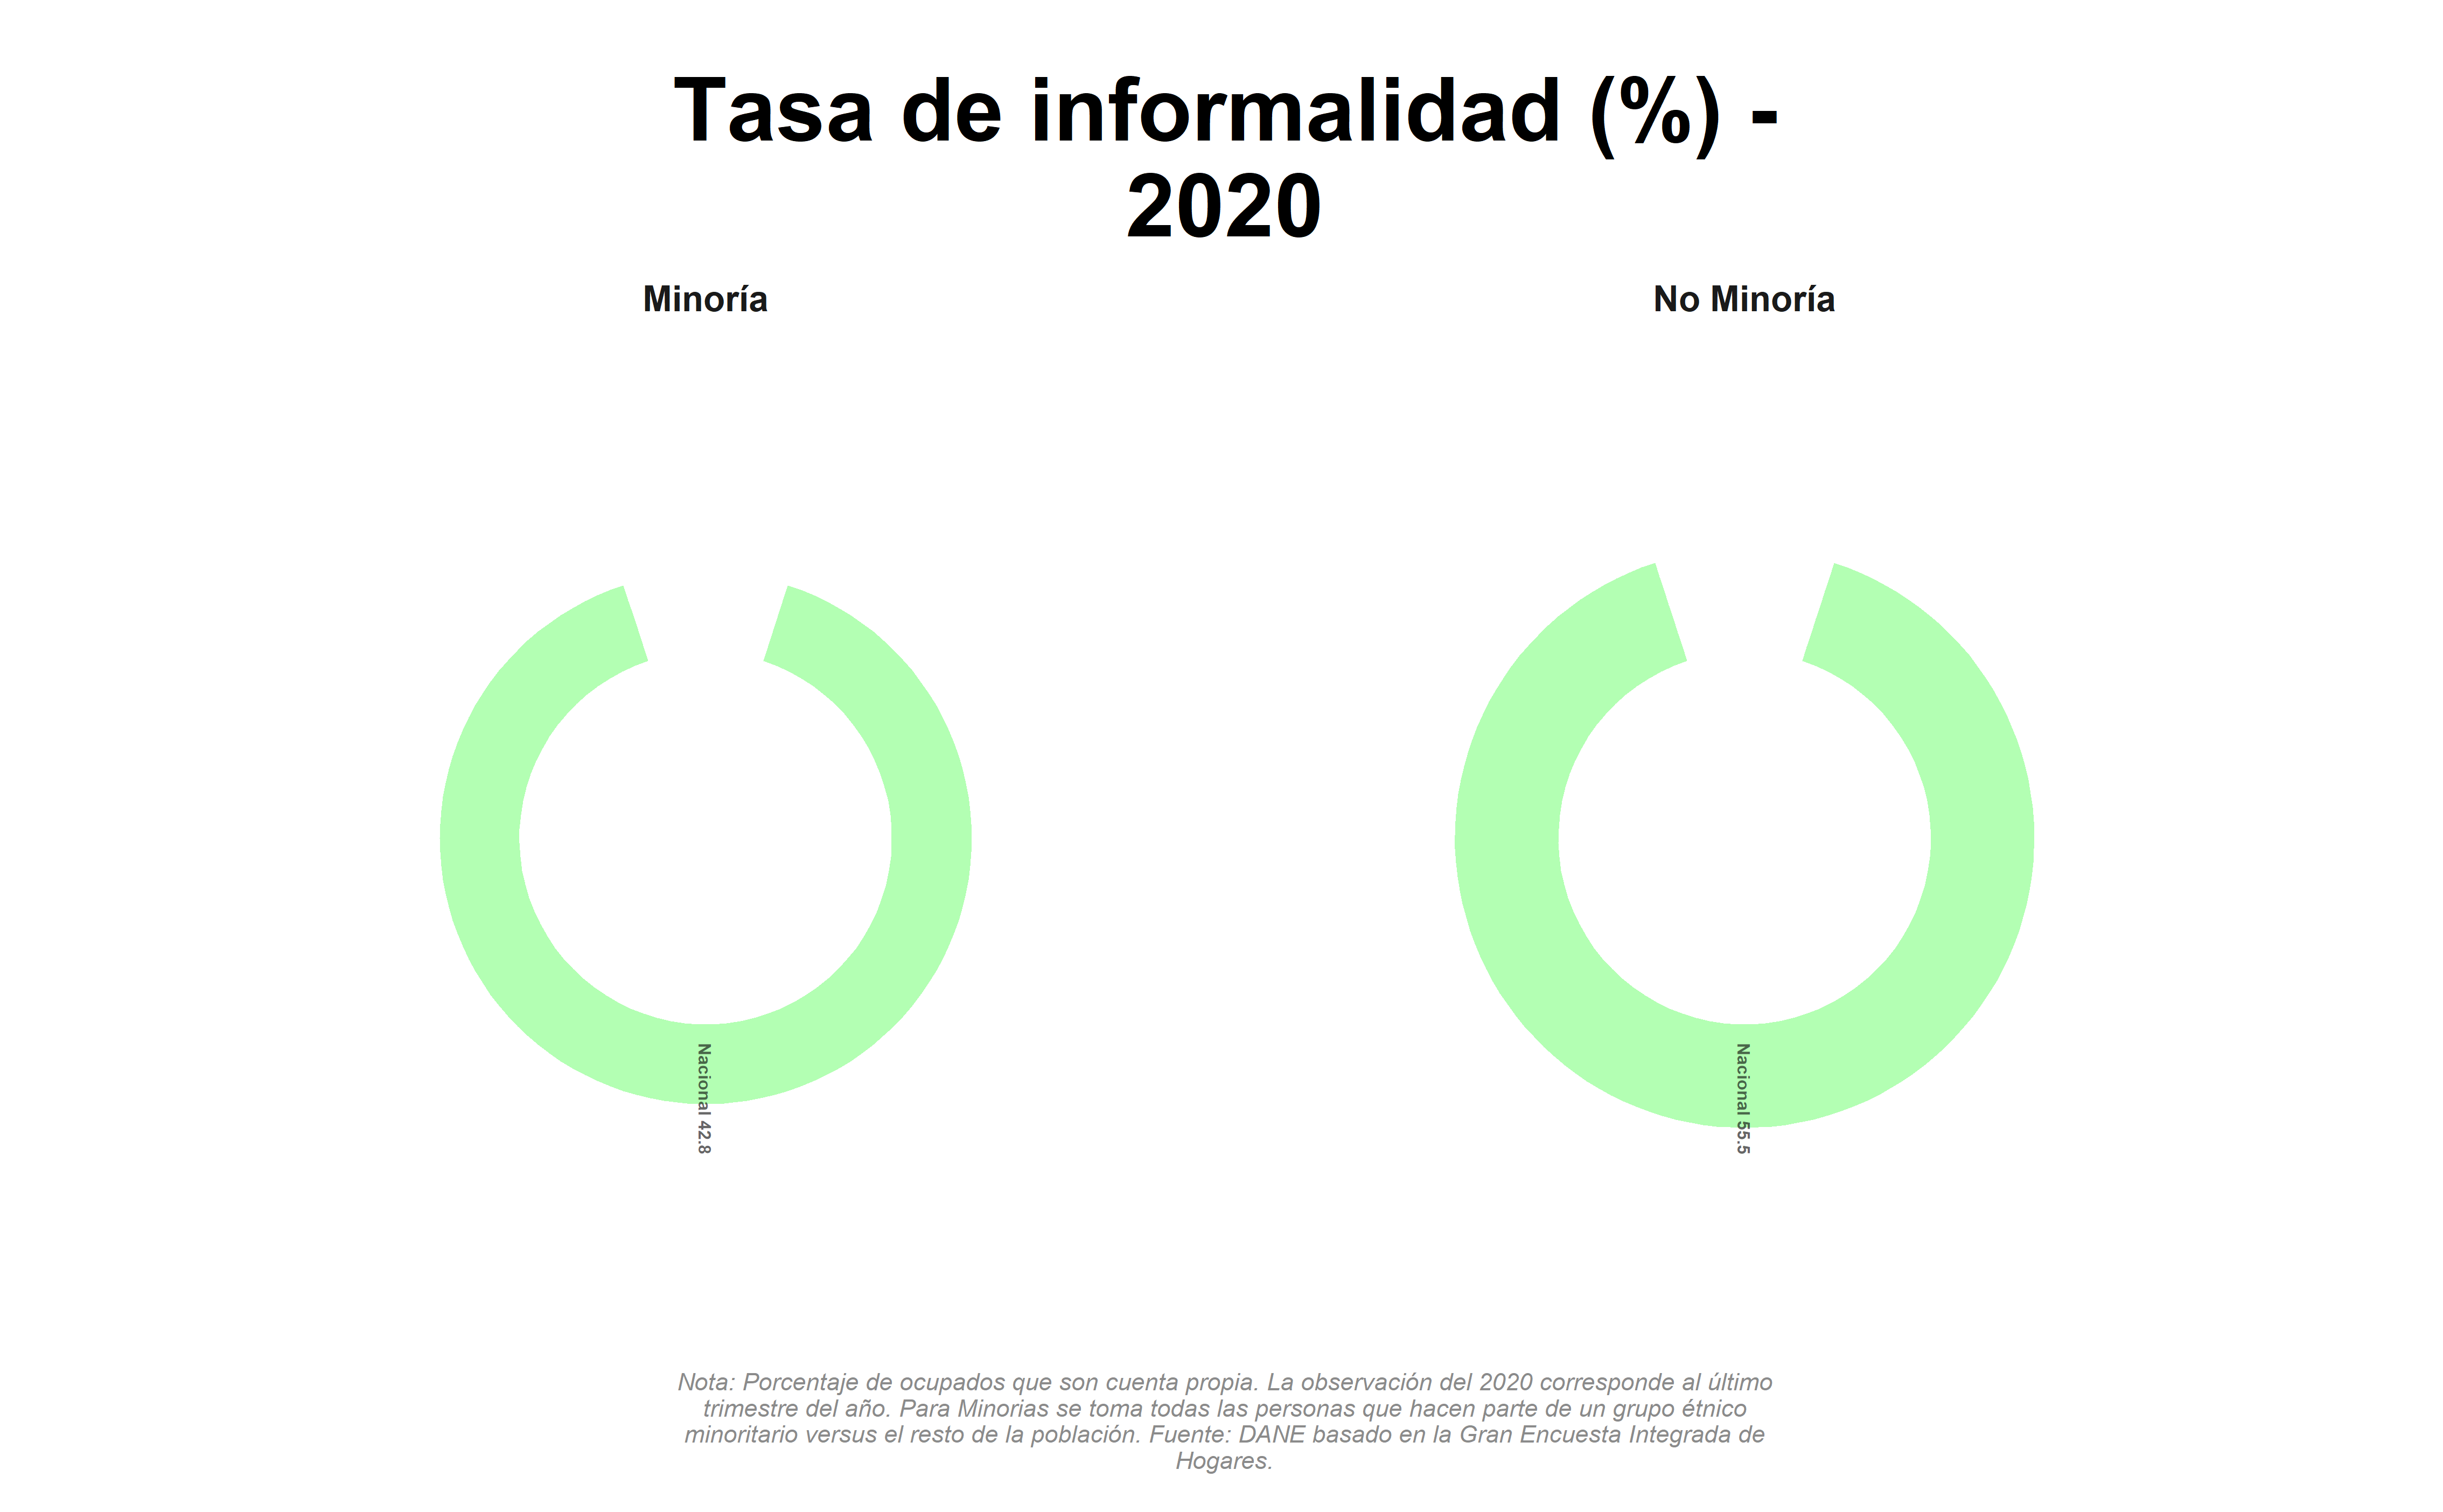 Tasa de informalidad (%) -
2020
Minoría
No Minoría
Nacional 42.8
Nacional 55.5
Nota: Porcentaje de ocupados que son cuenta propia. La observación del 2020 corresponde al último
trimestre del año. Para Minorias se toma todas las personas que hacen parte de un grupo étnico
minoritario versus el resto de la población. Fuente: DANE basado en la Gran Encuesta Integrada de
Hogares.